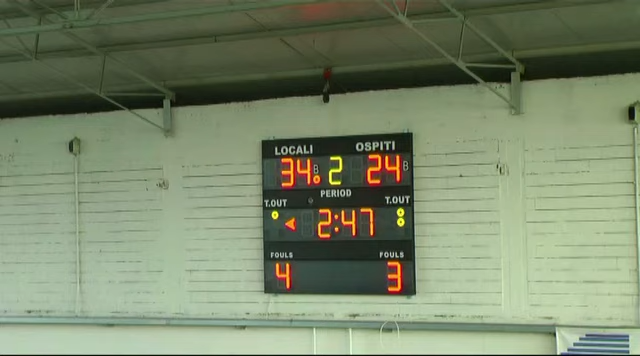 LOCALI OSPITI
34 2 24
PERIOD
T.OUT T.OUT
2:47
FOULS FOULS
4 3